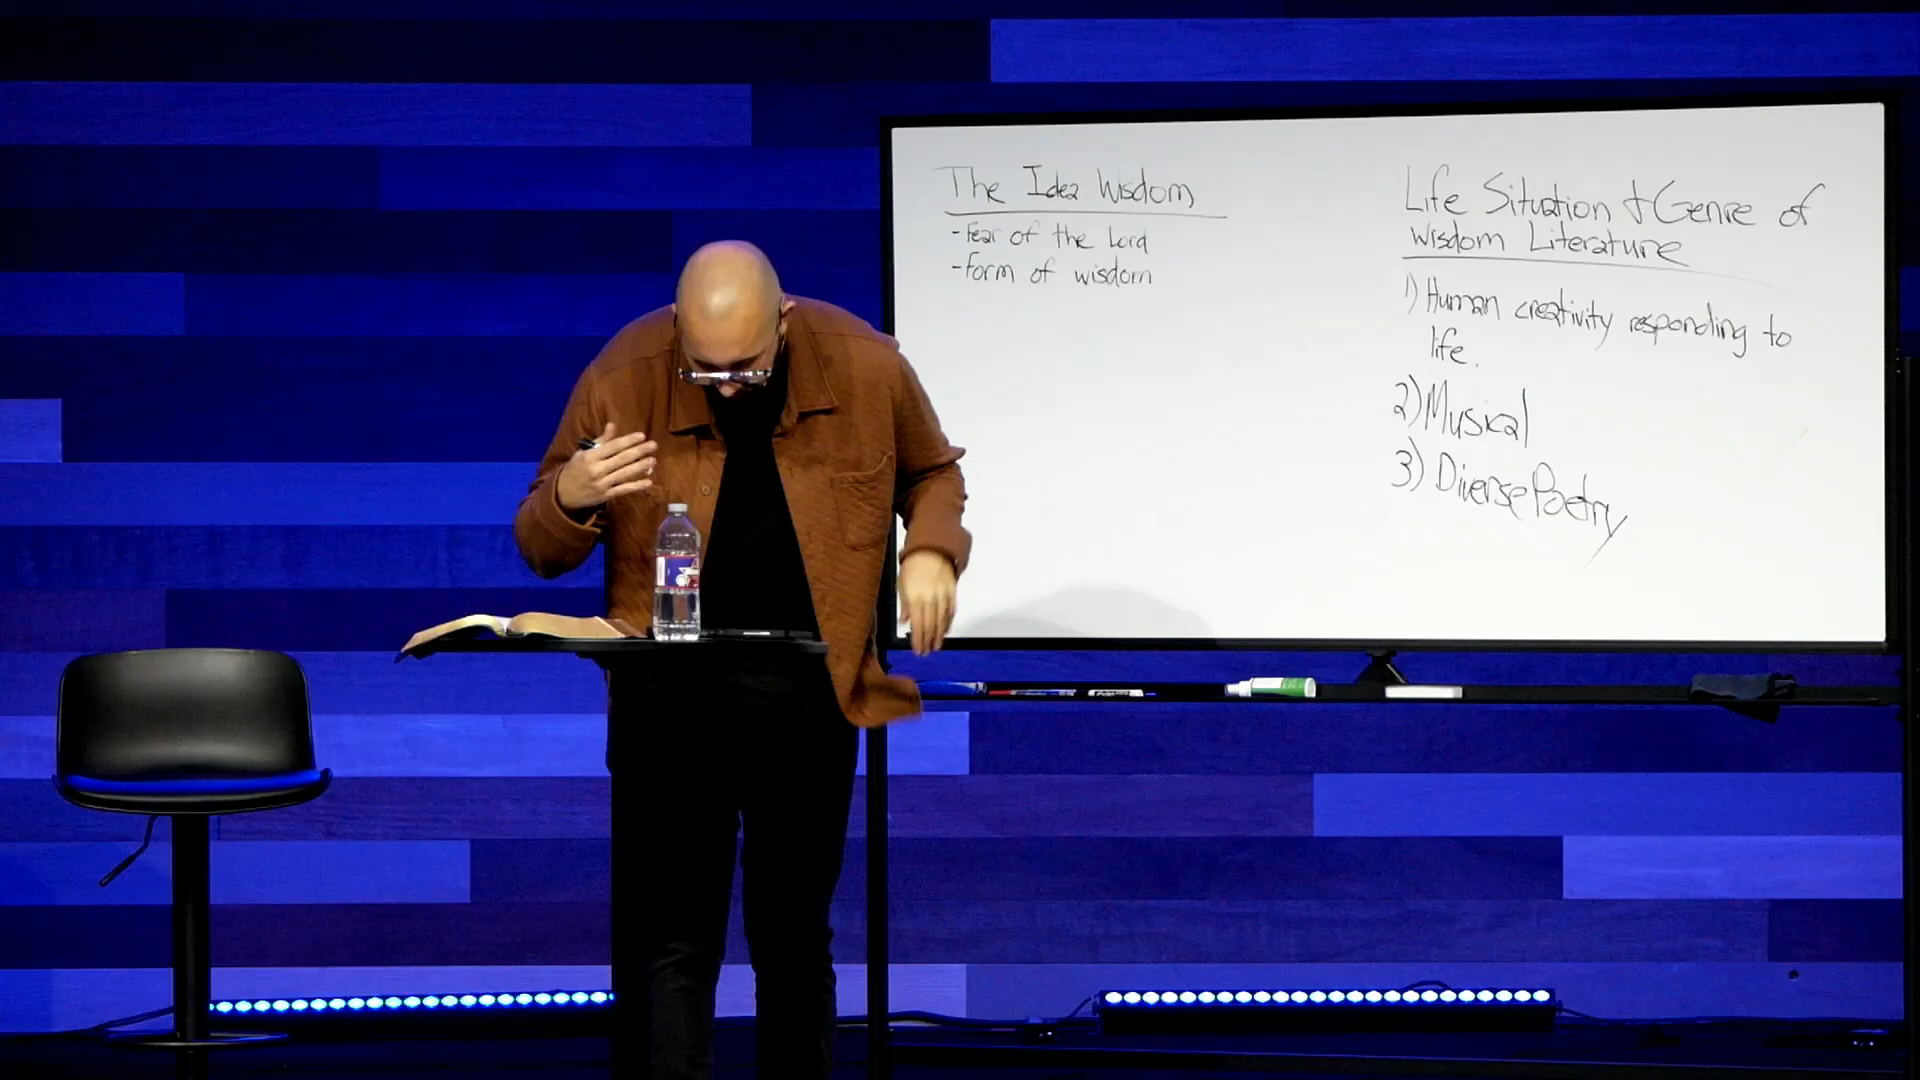 The Idea Wisdom
-fear of the Lord
-form of wisdom
Life Situation & Genre of
Wisdom Literature
1) Human creativity responding to
life.
2) Musical
3) Diverse Poetry